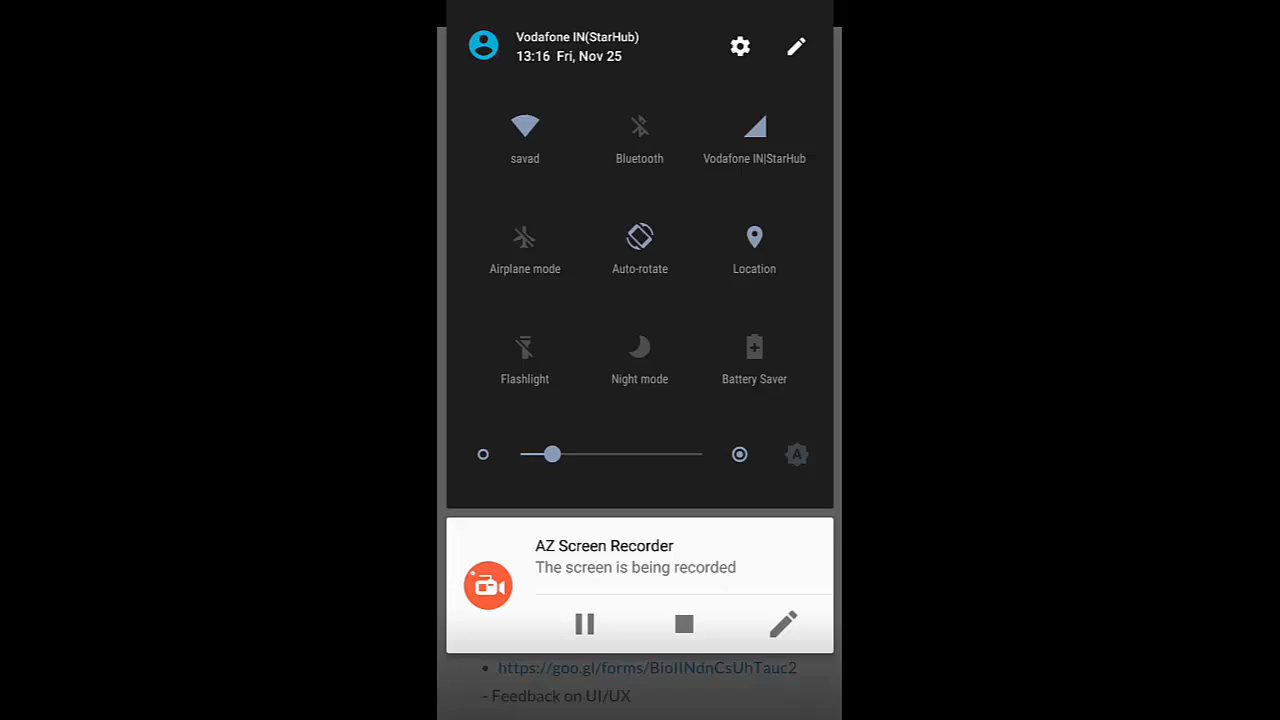 Vodafone IN(StarHub)
13:16 Fri, Nov 25
savad
Bluetooth
Vodafone IN|StarHub
Airplane mode
Auto-rotate
Location
Flashlight
Night mode
Battery Saver
A
AZ Screen Recorder
The screen is being recorded
• https://goo.gl/forms/BioIINdnCsUhTauc2
- Feedback on UI/UX